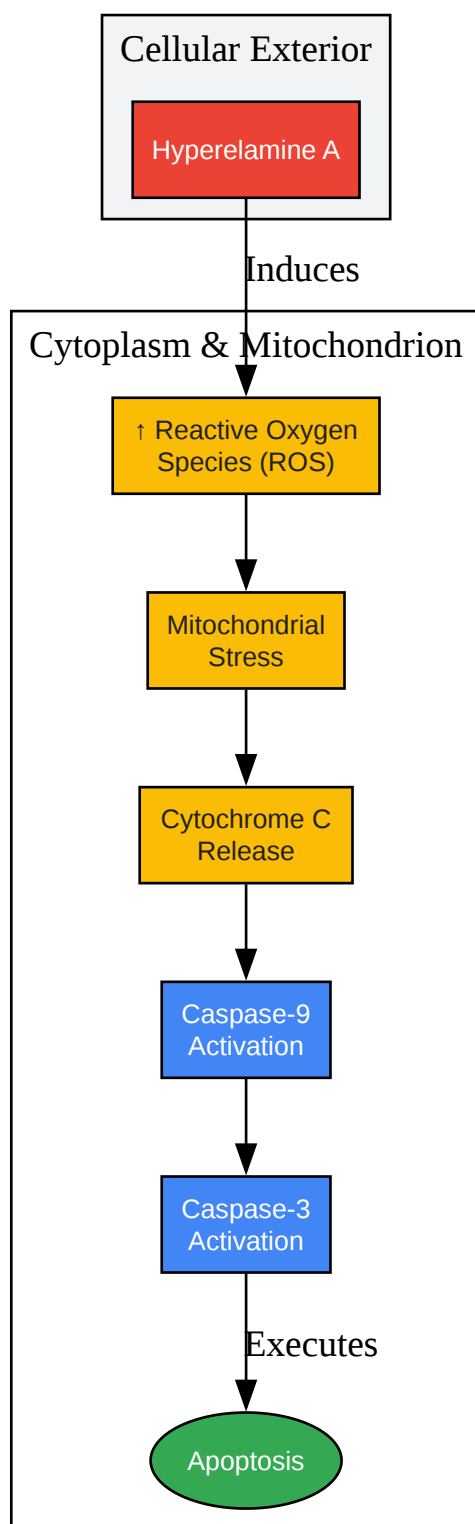 Cellular Exterior
Hyperelamine A
Induces
Cytoplasm & Mitochondrion
↑ Reactive Oxygen
Species (ROS)
Mitochondrial
Stress
Cytochrome C
Release
Caspase-9
Activation
Caspase-3
Activation
Executes
Apoptosis